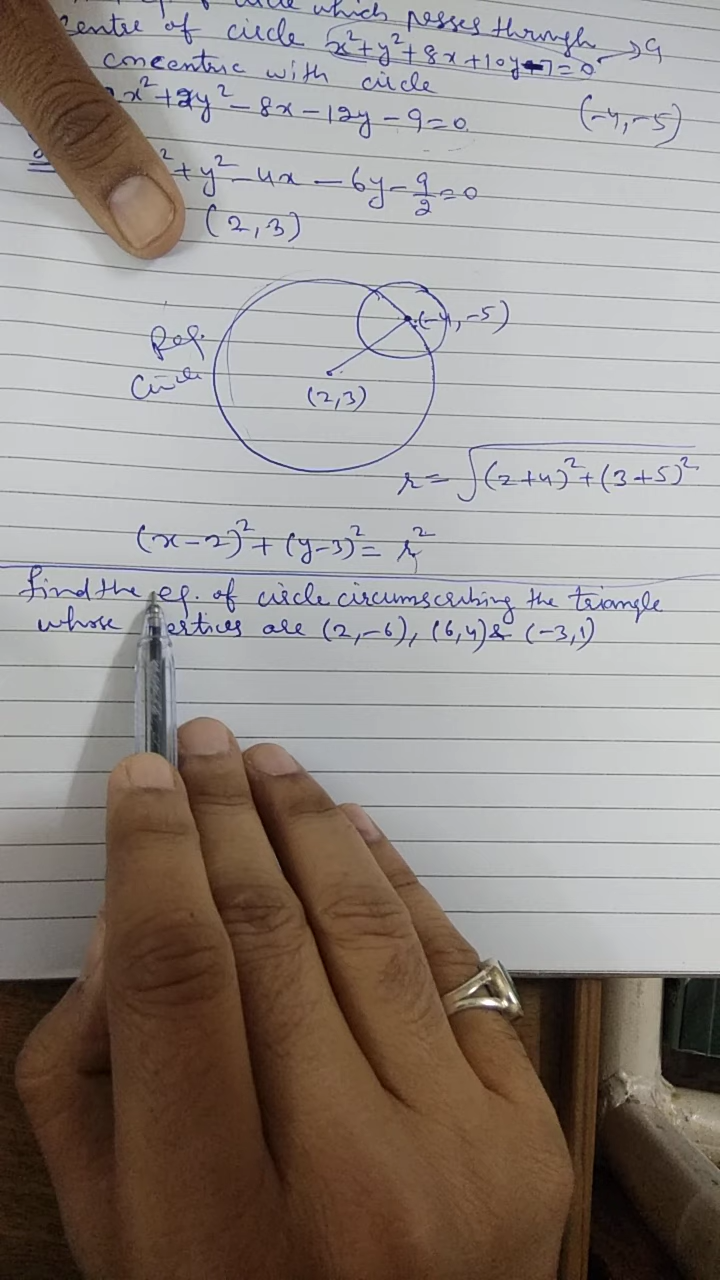 which passes through
centre of circle x²+y²+8x+10y-7=0 → 9
concentric with circle
x²+2y²-8x-12y-9=0 (-4,-5)
²+y²-4x-6y-9/2=0
(2,3)
(-4,-5)
Req.
Circle
(2,3)
r=√(2+4)²+(3+5)²
(x-2)²+(y-3)²=r²
find the eq. of circle circumscribing the triangle
whose vertices are (2,-6), (6,4) & (-3,1)